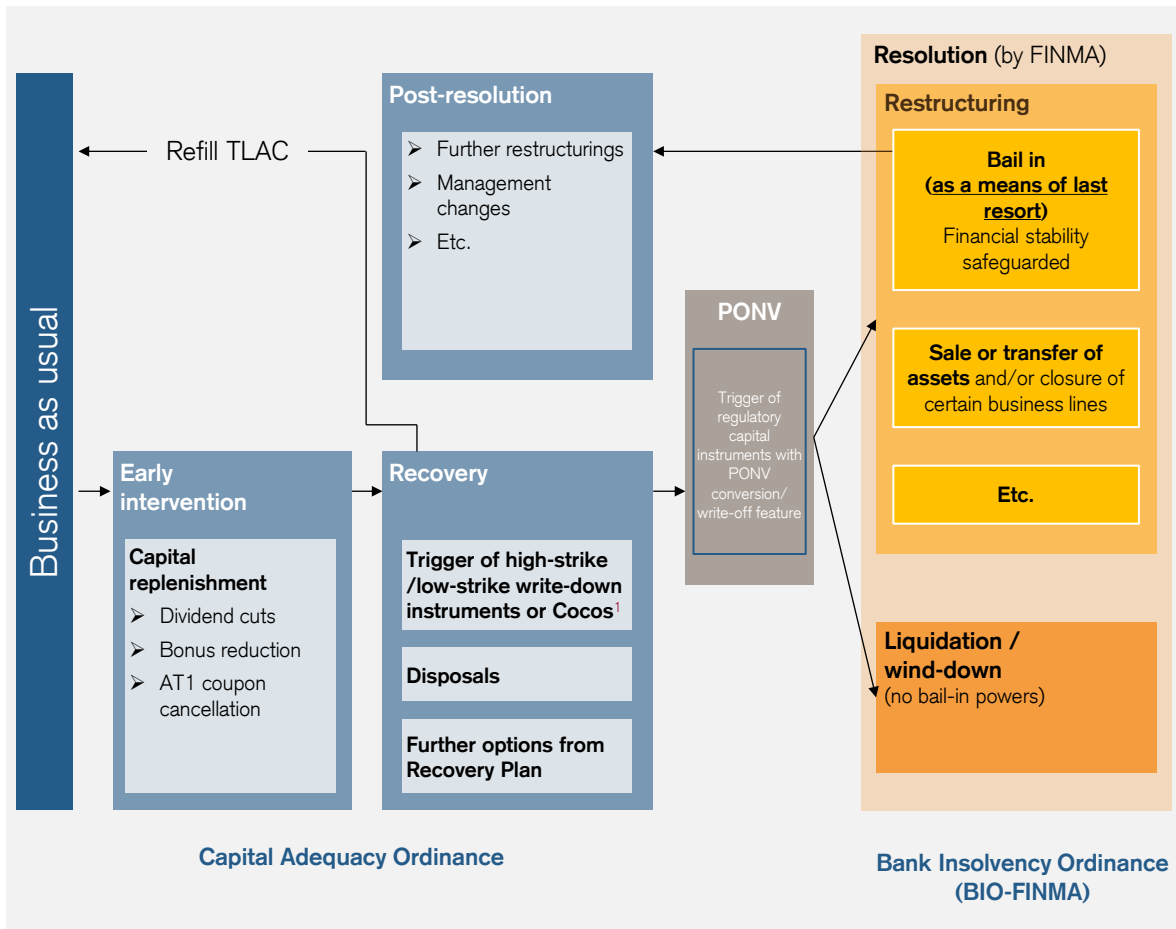 Business as usual
Refill TLAC
Post-resolution
➢ Further restructurings
➢ Management
changes
➢ Etc.
Early
intervention
Capital
replenishment
➢ Dividend cuts
➢ Bonus reduction
➢ AT1 coupon
cancellation
Recovery
Trigger of high-strike
/low-strike write-down
instruments or Cocos1
Disposals
Further options from
Recovery Plan
PONV
Trigger of
regulatory
capital
instruments with
PONV
conversion/
write-off feature
Resolution (by FINMA)
Restructuring
Bail in
(as a means of last
resort)
Financial stability
safeguarded
Sale or transfer of
assets and/or closure of
certain business lines
Etc.
Liquidation /
wind-down
(no bail-in powers)
Capital Adequacy Ordinance
Bank Insolvency Ordinance
(BIO-FINMA)